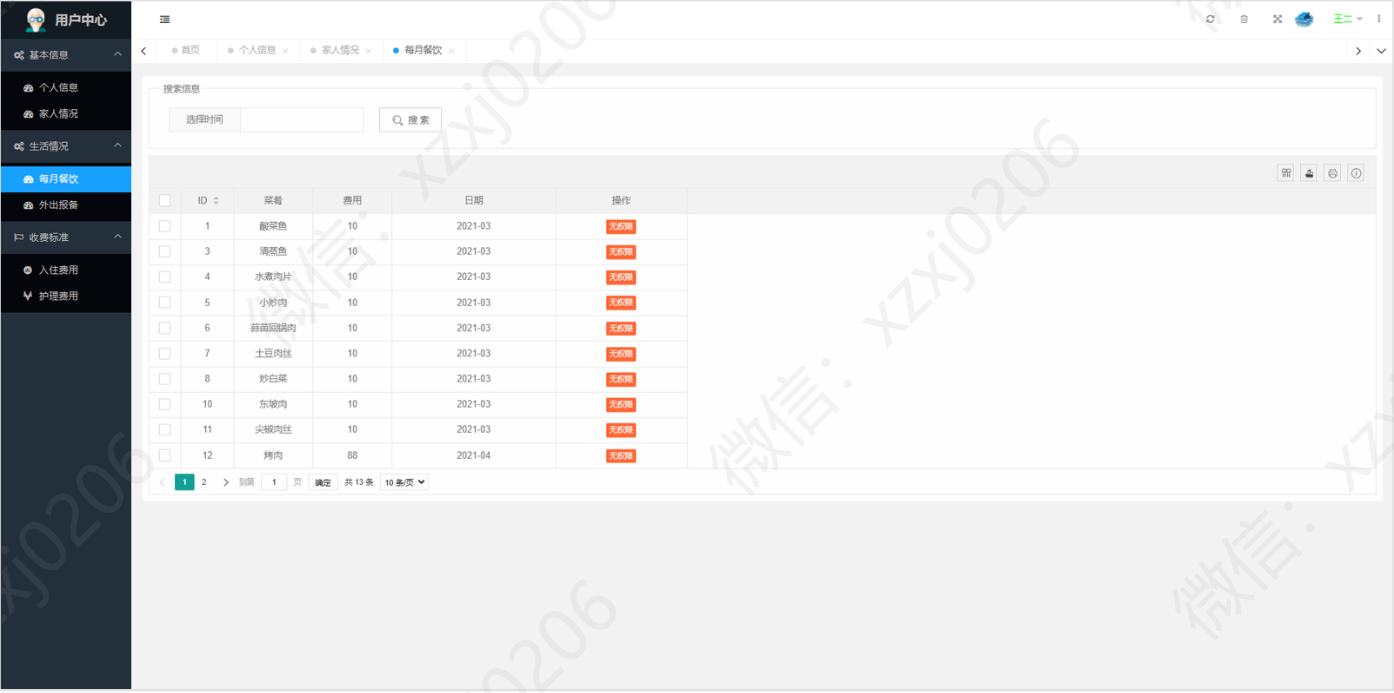 用户中心
王二
基本信息
个人信息
家人情况
生活情况
每月餐饮
外出报备
收费标准
入住费用
护理费用
首页 个人信息 家人情况 每月餐饮
搜索信息
选择时间 搜 索
ID 菜肴 费用 日期 操作
1 酸菜鱼 10 2021-03 无权限
3 清蒸鱼 10 2021-03 无权限
4 水煮肉片 10 2021-03 无权限
5 小炒肉 10 2021-03 无权限
6 蒜苗回锅肉 10 2021-03 无权限
7 土豆肉丝 10 2021-03 无权限
8 炒白菜 10 2021-03 无权限
10 东坡肉 10 2021-03 无权限
11 尖椒肉丝 10 2021-03 无权限
12 烤肉 88 2021-04 无权限
1 2 到第 1 页 确定 共 13 条 10 条/页
微信：xzxj0206
微信：xzxj0206
微信：
xzxj0206